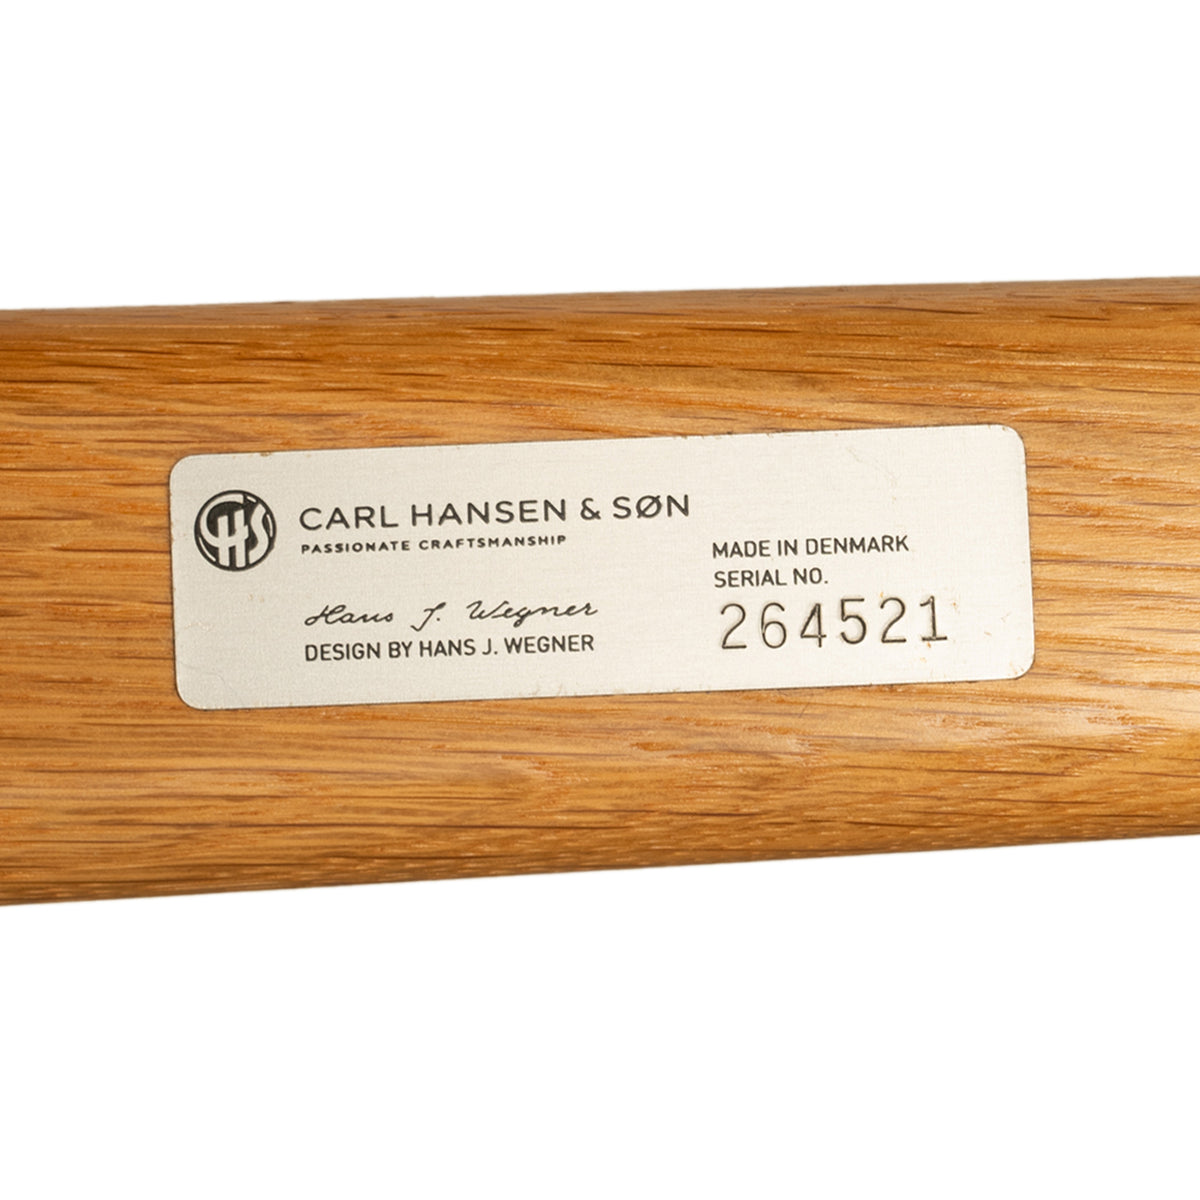 CHS
CARL HANSEN & SØN
PASSIONATE CRAFTSMANSHIP
Hans J. Wegner
DESIGN BY HANS J. WEGNER
MADE IN DENMARK
SERIAL NO.
264521